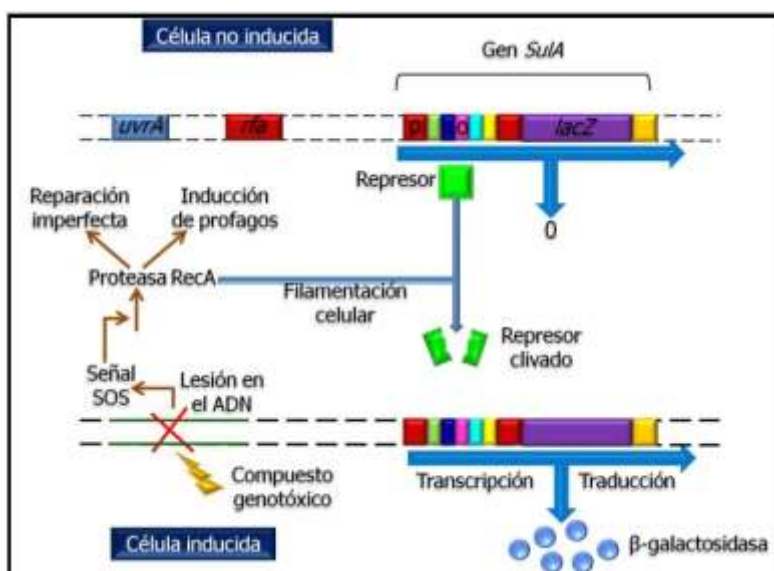 Célula no inducida
Gen SulA
uvrA
rfa
p
o
lacZ
Represor
0
Reparación
imperfecta
Inducción
de profagos
Proteasa RecA
Filamentación
celular
Represor
clivado
Señal
SOS
Lesión en
el ADN
Compuesto
genotóxico
Transcripción
Traducción
Célula inducida
β-galactosidasa